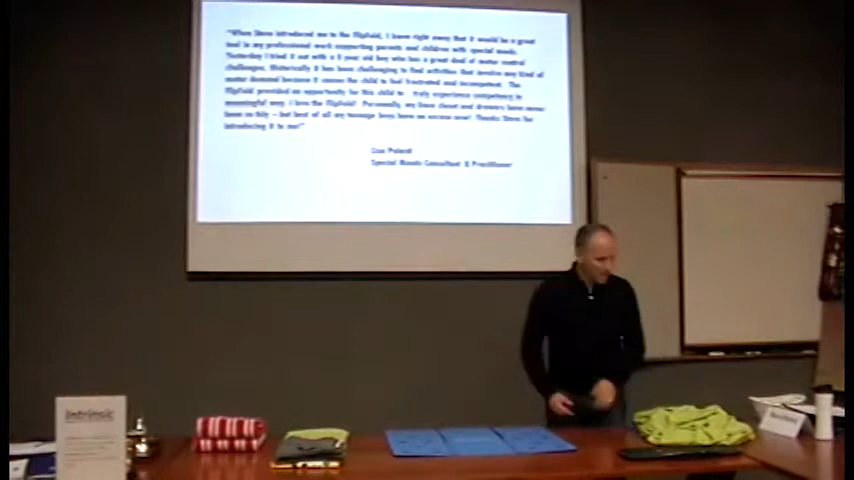 "When Steve introduced me to the flipfold, I knew right away that it would be a great
tool in my professional work supporting parents and children with special needs.
Yesterday I tried it out with a 9 year old boy who has a great deal of motor control
challenges. Historically it has been challenging to find activities that involve any kind of
motor demand because it causes the child to feel frustrated and incompetent. The
flipfold provided an opportunity for this child to truly experience competency in
meaningful way. I love the flipfold! Personally, my linen closet and drawers have never
been so tidy – but best of all my teenage boys have no excuse now! Thanks Steve for
introducing it to me!"
Lisa
Special Needs Consultant & Practitioner
Intrinsic